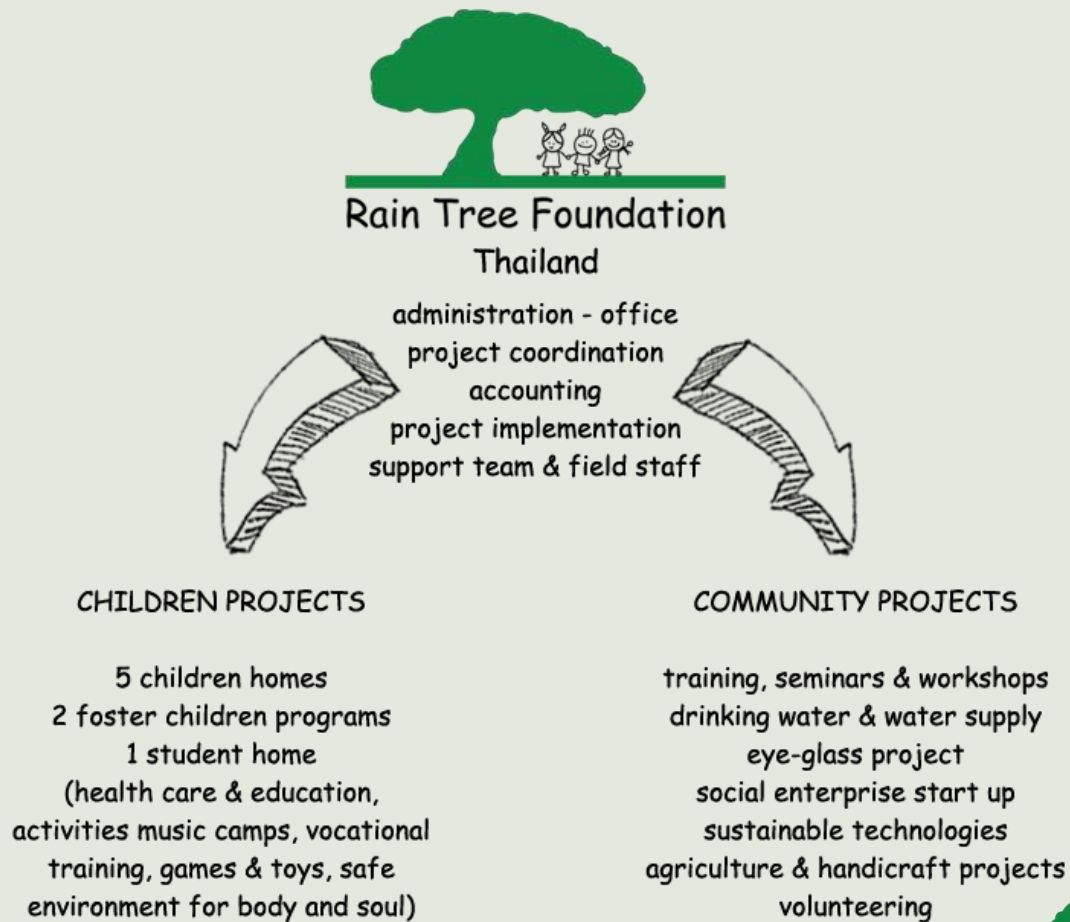 Rain Tree Foundation
Thailand
administration - office
project coordination
accounting
project implementation
support team & field staff
CHILDREN PROJECTS
5 children homes
2 foster children programs
1 student home
(health care & education,
activities music camps, vocational
training, games & toys, safe
environment for body and soul)
COMMUNITY PROJECTS
training, seminars & workshops
drinking water & water supply
eye-glass project
social enterprise start up
sustainable technologies
agriculture & handicraft projects
volunteering